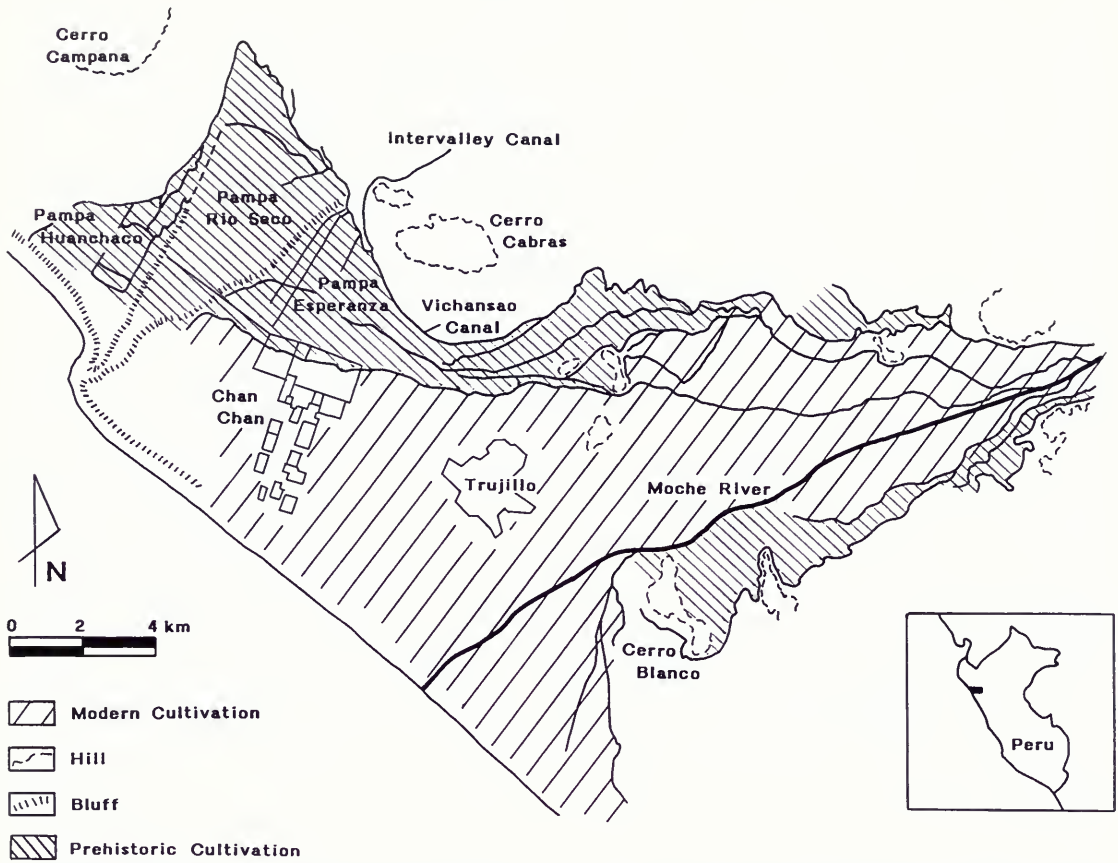 Cerro
Campana
Intervalley Canal
Pampa
Rio Seco
Pampa
Huanchaco
Cerro
Cabras
Pampa
Esperanza
Vichansao
Canal
Chan
Chan
Trujillo
Moche River
N
0 2 4 km
Cerro
Blanco
Modern Cultivation
Hill
Bluff
Prehistoric Cultivation
Peru